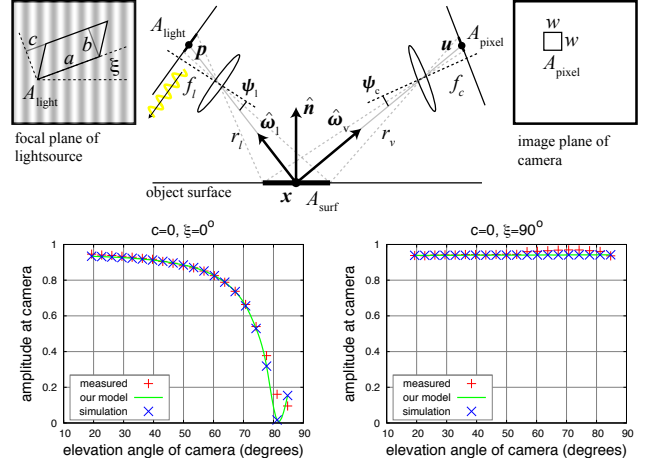 c
b
a
ξ
A_light
focal plane of
lightsource
A_light
p
f_l
ψ_l
ω̂_l
r_l
n̂
ω̂_v
r_v
ψ_c
f_c
u
A_pixel
object surface
x
A_surf
w
w
A_pixel
image plane of
camera
c=0, ξ=0°
amplitude at camera
1
0.8
0.6
0.4
0.2
0
measured
our model
simulation
10 20 30 40 50 60 70 80 90
elevation angle of camera (degrees)
c=0, ξ=90°
amplitude at camera
1
0.8
0.6
0.4
0.2
0
measured
our model
simulation
10 20 30 40 50 60 70 80 90
elevation angle of camera (degrees)